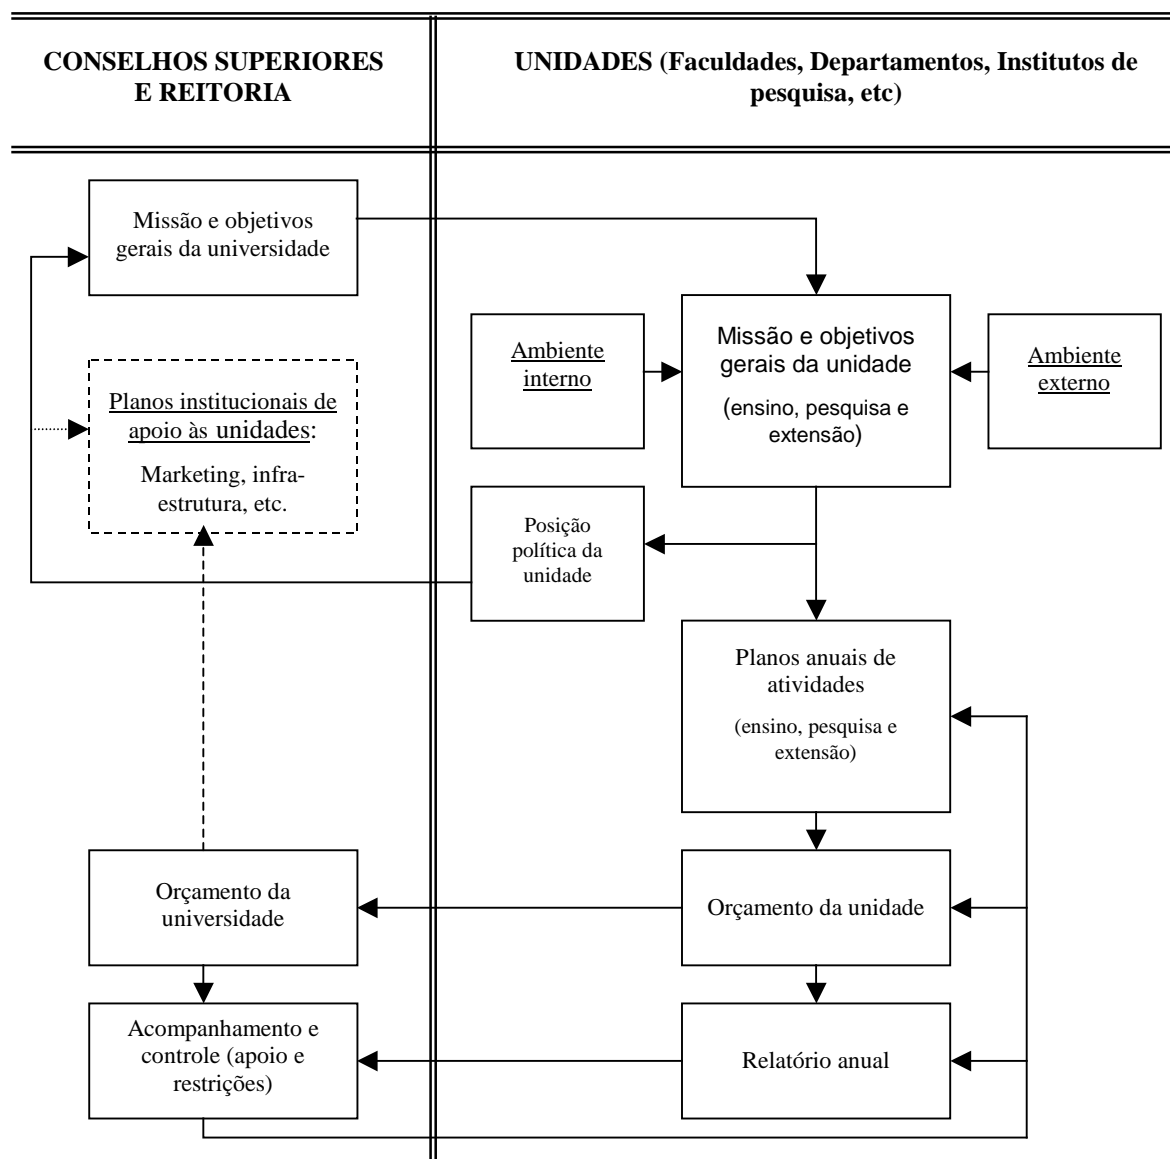 CONSELHOS SUPERIORES
E REITORIA
UNIDADES (Faculdades, Departamentos, Institutos de
pesquisa, etc)
Missão e objetivos
gerais da universidade
Ambiente
interno
Missão e objetivos
gerais da unidade
(ensino, pesquisa e
extensão)
Ambiente
externo
Planos institucionais de
apoio às unidades:
Marketing, infra-
estrutura, etc.
Posição
política da
unidade
Planos anuais de
atividades
(ensino, pesquisa e
extensão)
Orçamento da
universidade
Orçamento da unidade
Acompanhamento e
controle (apoio e
restrições)
Relatório anual